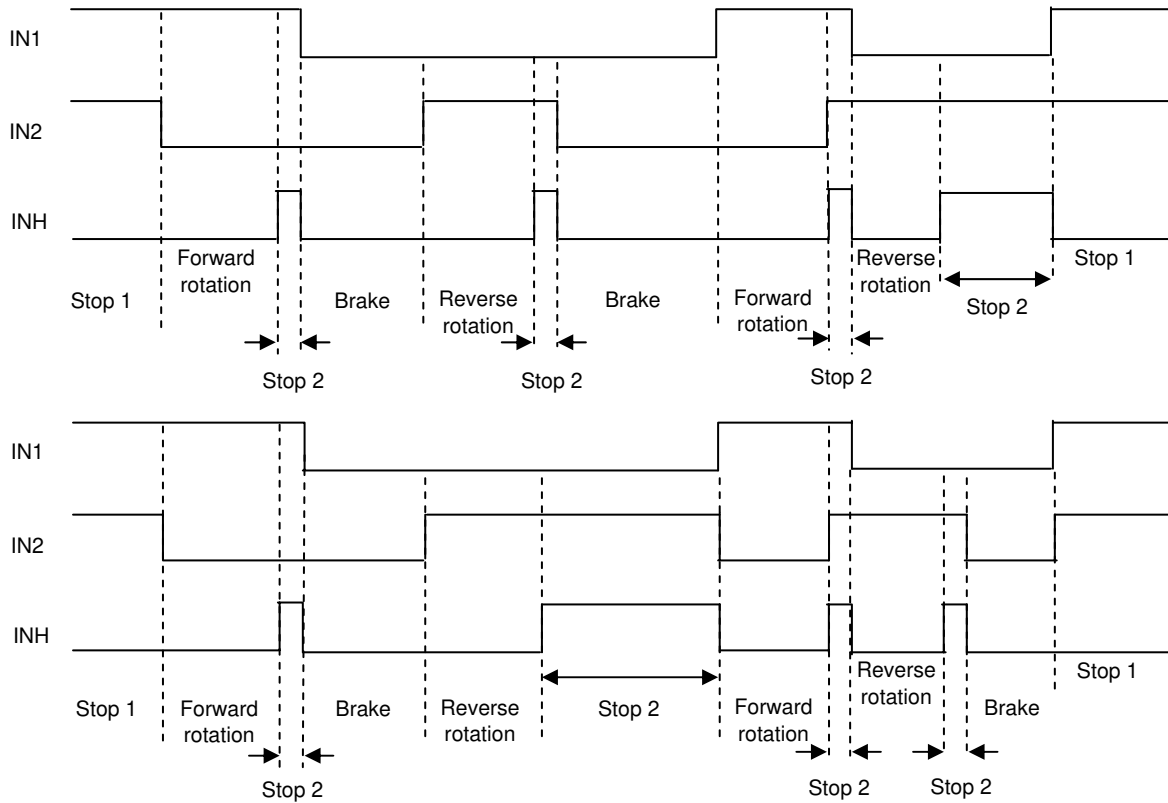 IN1
IN2
INH
Forward
rotation
Reverse
rotation
Stop 1
Stop 1
Brake
Reverse
rotation
Brake
Forward
rotation
Stop 2
Stop 2
Stop 2
Stop 2
IN1
IN2
INH
Reverse
rotation
Stop 1
Stop 1
Forward
rotation
Brake
Reverse
rotation
Stop 2
Forward
rotation
Brake
Stop 2
Stop 2
Stop 2